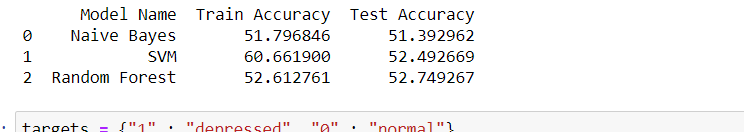 Model Name Train Accuracy Test Accuracy
0 Naive Bayes 51.796846 51.392962
1 SVM 60.661900 52.492669
2 Random Forest 52.612761 52.749267
: targets = {"1" : "depressed" "0" : "normal"}